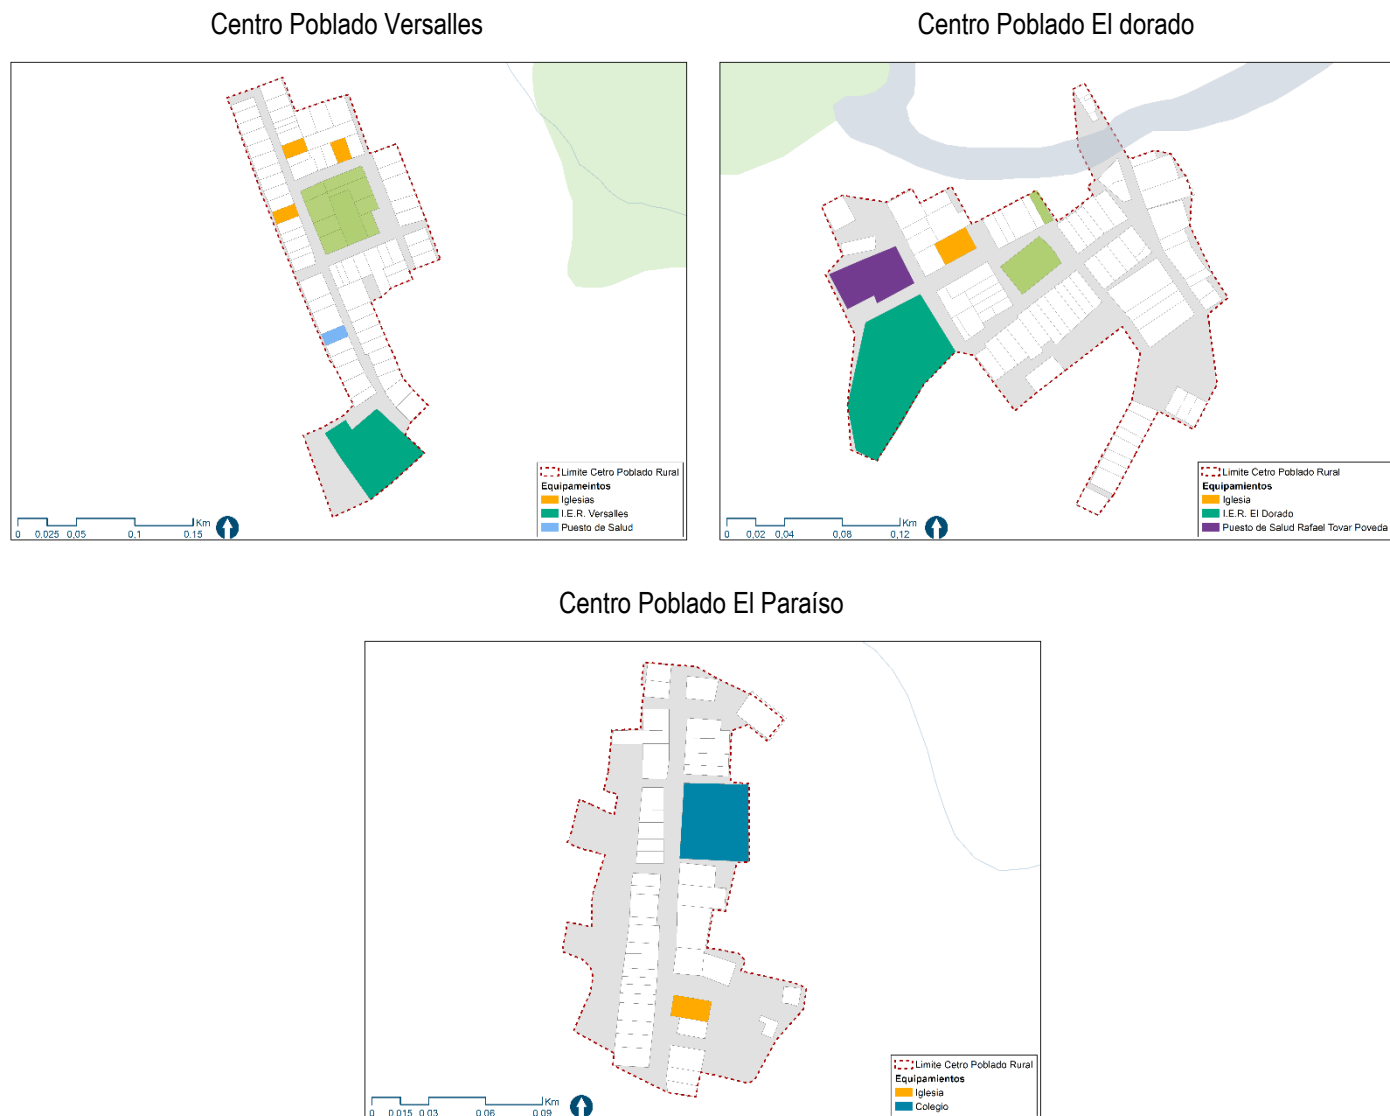 Centro Poblado Versalles
Centro Poblado El dorado
Limite Cetro Poblado Rural
Equipameintos
Iglesias
I.E.R. Versalles
Puesto de Salud
Km
0 0.025 0,05 0.1 0.15
Limite Cetro Poblado Rural
Equipamientos
Iglesia
I.E.R. El Dorado
Puesto de Salud Rafael Tovar Poveda
Km
0 0,02 0,04 0,08 0,12
Centro Poblado El Paraíso
Limite Cetro Poblado Rural
Equipamientos
Iglesia
Colegio
Km
0 0.015 0.03 0.06 0.09